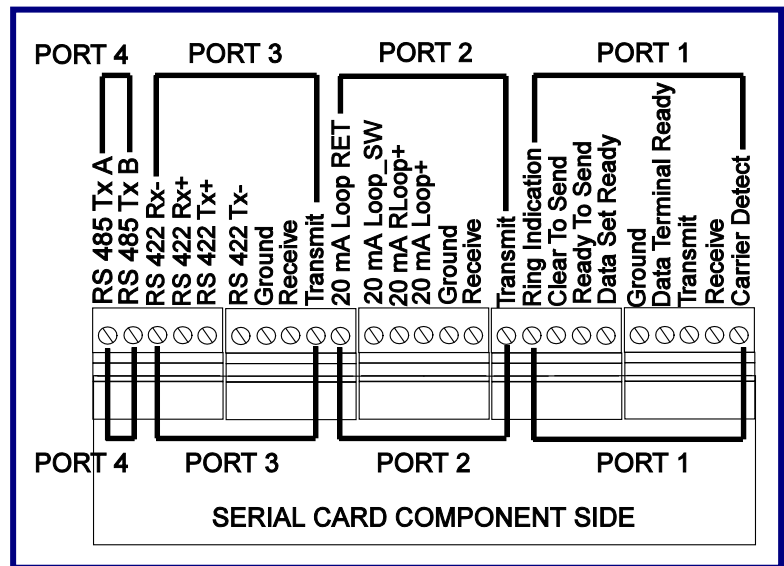 PORT 4
PORT 3
PORT 2
PORT 1
RS 485 Tx A
RS 485 Tx B
RS 422 Rx-
RS 422 Rx+
RS 422 Tx+
RS 422 Tx-
Ground
Receive
Transmit
20 mA Loop RET
20 mA Loop_SW
20 mA RLoop+
20 mA Loop+
Ground
Receive
Transmit
Ring Indication
Clear To Send
Ready To Send
Data Set Ready
Ground
Data Terminal Ready
Transmit
Receive
Carrier Detect
PORT 4
PORT 3
PORT 2
PORT 1
SERIAL CARD COMPONENT SIDE